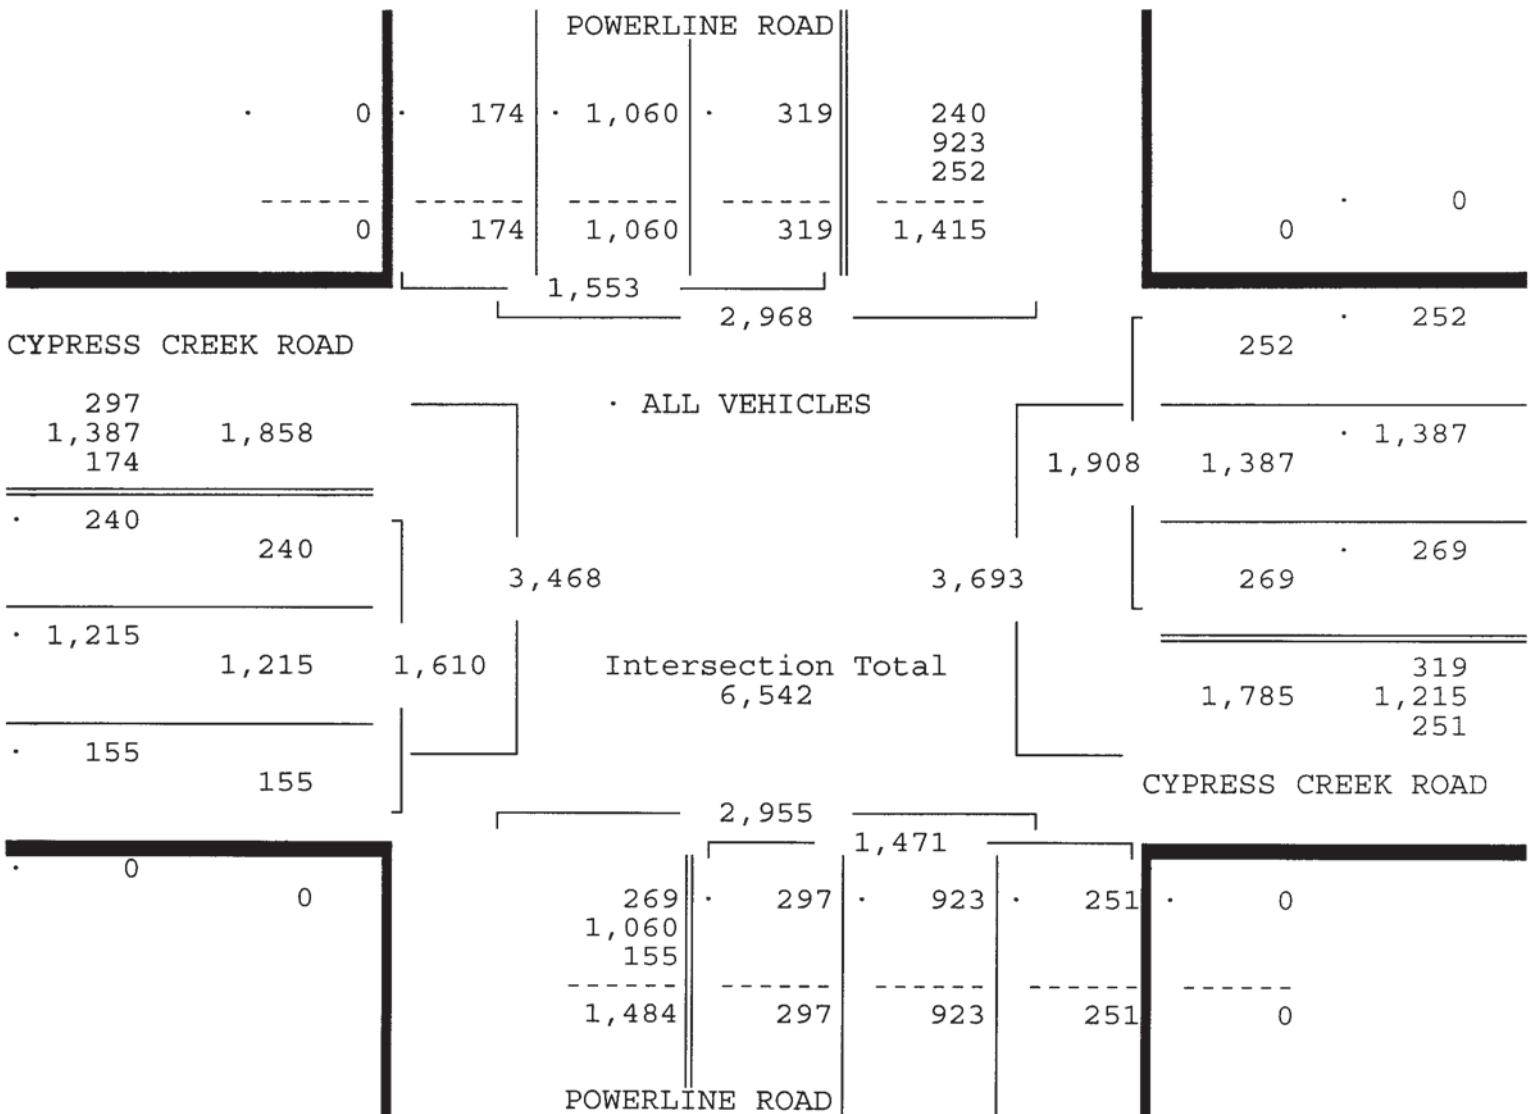 POWERLINE ROAD
· 0 · 174 · 1,060 · 319 240
923
252
------ ------ ------ ------ ------ · 0
0 174 1,060 319 1,415 0
1,553
2,968 · 252
CYPRESS CREEK ROAD 252
297 · ALL VEHICLES
1,387 1,858 · 1,387
174 1,908 1,387
· 240
240 · 269
3,468 3,693 269
· 1,215
1,215 1,610 Intersection Total 319
6,542 1,785 1,215
251
· 155
155 CYPRESS CREEK ROAD
2,955
1,471
· 0
0 269 · 297 · 923 · 251 · 0
1,060
155
------ ------ ------ ------ ------
1,484 297 923 251 0
POWERLINE ROAD